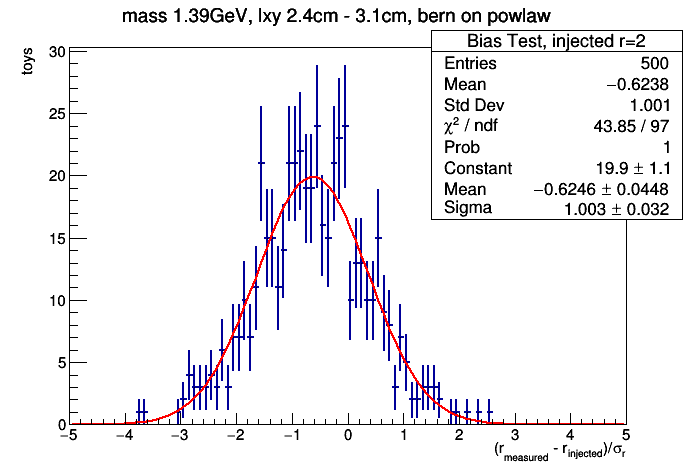 mass 1.39GeV, lxy 2.4cm - 3.1cm, bern on powlaw
Bias Test, injected r=2
Entries 500
Mean −0.6238
Std Dev 1.001
χ² / ndf 43.85 / 97
Prob 1
Constant 19.9 ± 1.1
Mean −0.6246 ± 0.0448
Sigma 1.003 ± 0.032
toys
30
25
20
15
10
5
0
−5 −4 −3 −2 −1 0 1 2 3 4 5
(r_measured - r_injected)/σ_r